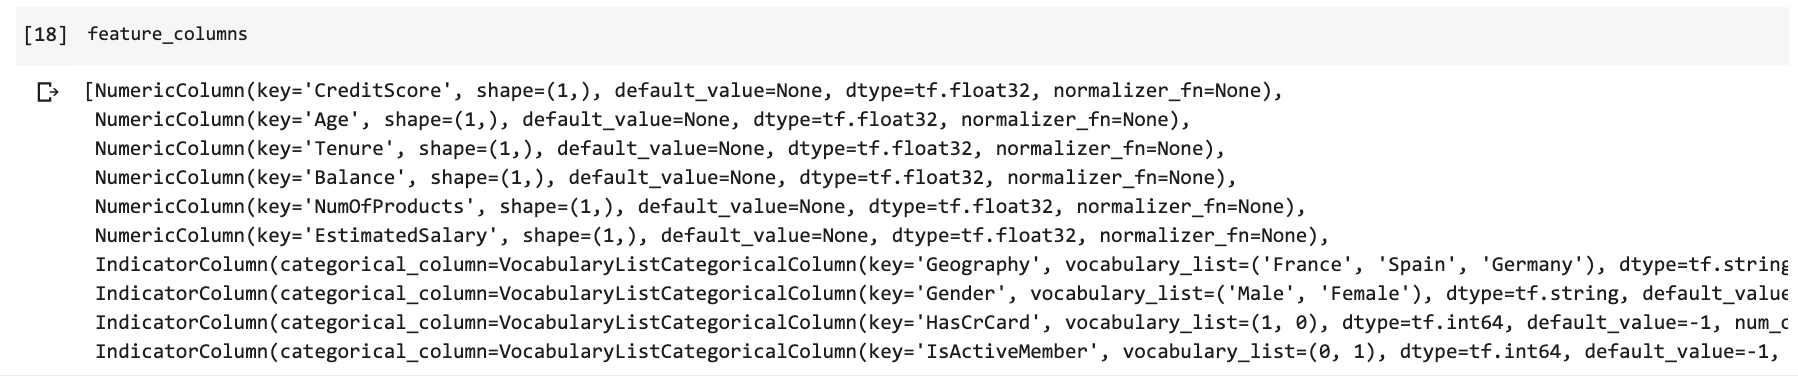 [18] feature_columns
[NumericColumn(key='CreditScore', shape=(1,), default_value=None, dtype=tf.float32, normalizer_fn=None),
NumericColumn(key='Age', shape=(1,), default_value=None, dtype=tf.float32, normalizer_fn=None),
NumericColumn(key='Tenure', shape=(1,), default_value=None, dtype=tf.float32, normalizer_fn=None),
NumericColumn(key='Balance', shape=(1,), default_value=None, dtype=tf.float32, normalizer_fn=None),
NumericColumn(key='NumOfProducts', shape=(1,), default_value=None, dtype=tf.float32, normalizer_fn=None),
NumericColumn(key='EstimatedSalary', shape=(1,), default_value=None, dtype=tf.float32, normalizer_fn=None),
IndicatorColumn(categorical_column=VocabularyListCategoricalColumn(key='Geography', vocabulary_list=('France', 'Spain', 'Germany'), dtype=tf.string
IndicatorColumn(categorical_column=VocabularyListCategoricalColumn(key='Gender', vocabulary_list=('Male', 'Female'), dtype=tf.string, default_value
IndicatorColumn(categorical_column=VocabularyListCategoricalColumn(key='HasCrCard', vocabulary_list=(1, 0), dtype=tf.int64, default_value=-1, num_o
IndicatorColumn(categorical_column=VocabularyListCategoricalColumn(key='IsActiveMember', vocabulary_list=(0, 1), dtype=tf.int64, default_value=-1,